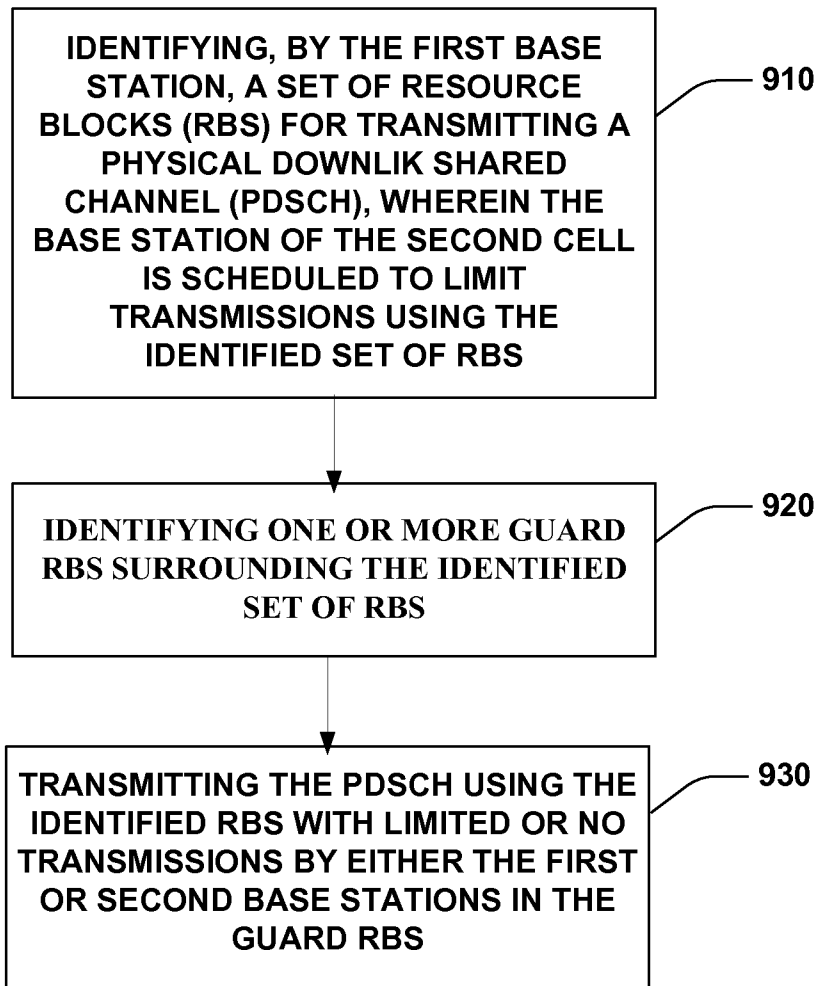 IDENTIFYING, BY THE FIRST BASE
STATION, A SET OF RESOURCE
BLOCKS (RBS) FOR TRANSMITTING A
PHYSICAL DOWNLIK SHARED
CHANNEL (PDSCH), WHEREIN THE
BASE STATION OF THE SECOND CELL
IS SCHEDULED TO LIMIT
TRANSMISSIONS USING THE
IDENTIFIED SET OF RBS
910
IDENTIFYING ONE OR MORE GUARD
RBS SURROUNDING THE IDENTIFIED
SET OF RBS
920
TRANSMITTING THE PDSCH USING THE
IDENTIFIED RBS WITH LIMITED OR NO
TRANSMISSIONS BY EITHER THE FIRST
OR SECOND BASE STATIONS IN THE
GUARD RBS
930